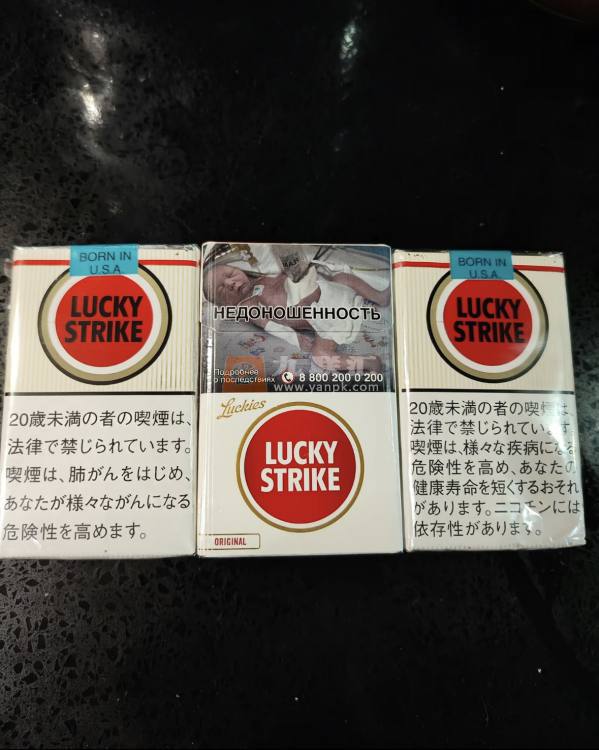 BORN IN
U.S.A.
LUCKY
STRIKE
20歳未満の者の喫煙は、
法律で禁じられています。
喫煙は、肺がんをはじめ、
あなたが様々ながんになる
危険性を高めます。
НЕДОНОШЕННОСТЬ
Подробнее
о последствиях
8 800 200 0 200
www.yanpk.com
Luckies
LUCKY
STRIKE
ORIGINAL
BORN IN
U.S.A.
LUCKY
STRIKE
20歳未満の者の喫煙は、
法律で禁じられています。
喫煙は、様々な疾病になる
危険性を高め、あなたの
健康寿命を短くするおそれ
があります。ニコチンには
依存性があります。